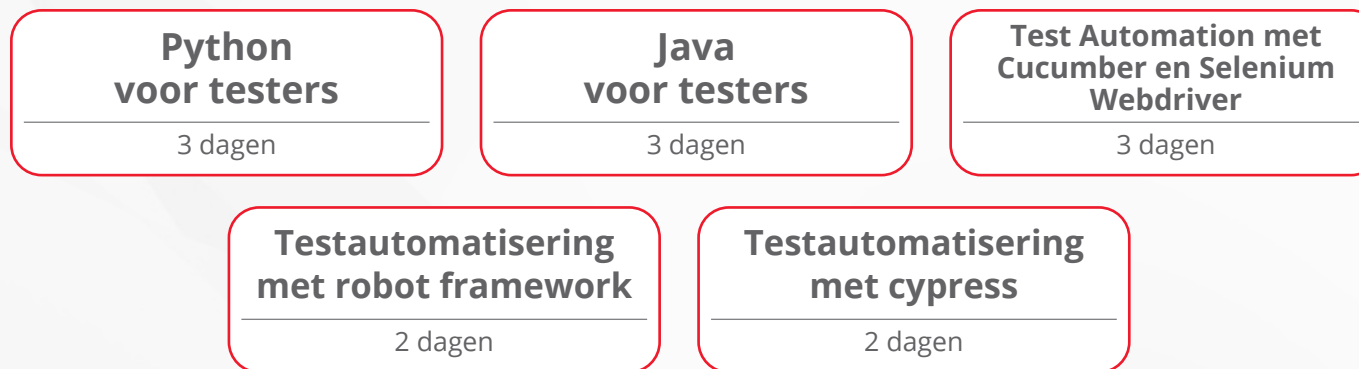 Python
voor testers
3 dagen
Java
voor testers
3 dagen
Test Automation met
Cucumber en Selenium
Webdriver
3 dagen
Testautomatisering
met robot framework
2 dagen
Testautomatisering
met cypress
2 dagen